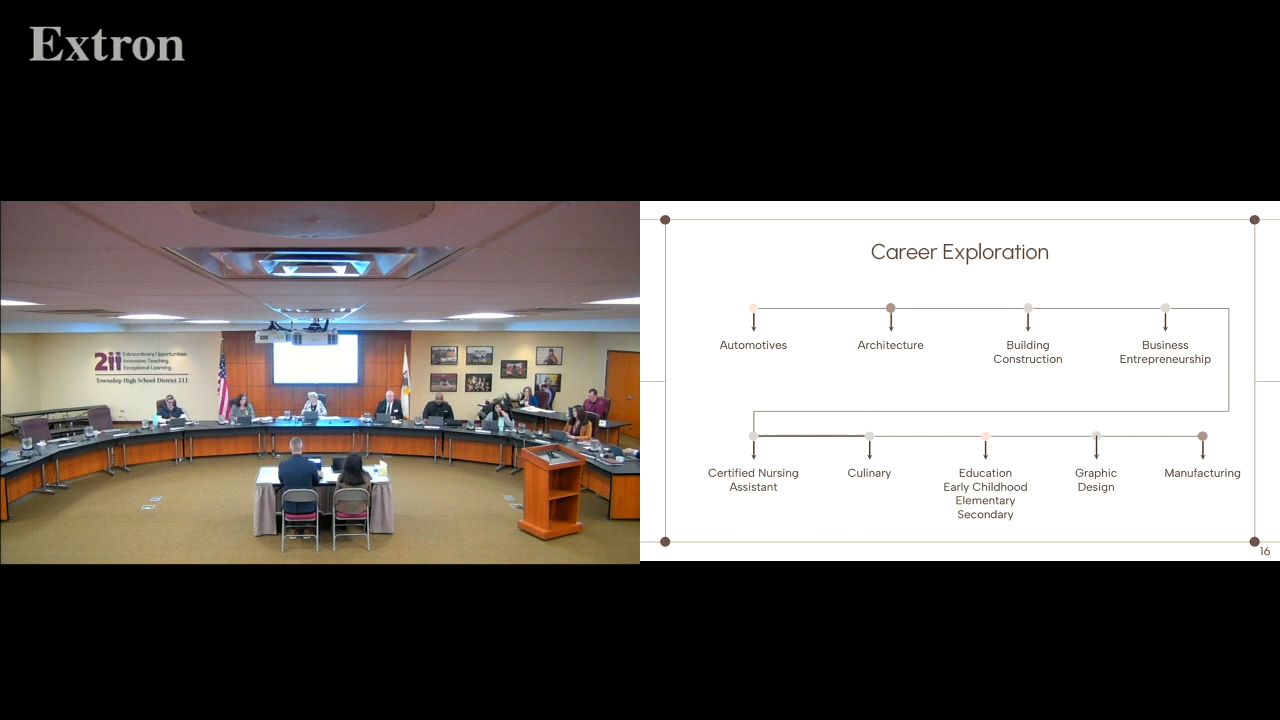 Extron
211
Extraordinary Opportunities.
Innovative Teaching.
Exceptional Learning.
Township High School District 211
Career Exploration
Automotives
Architecture
Building
Construction
Business
Entrepreneurship
Certified Nursing
Assistant
Culinary
Education
Early Childhood
Elementary
Secondary
Graphic
Design
Manufacturing
16